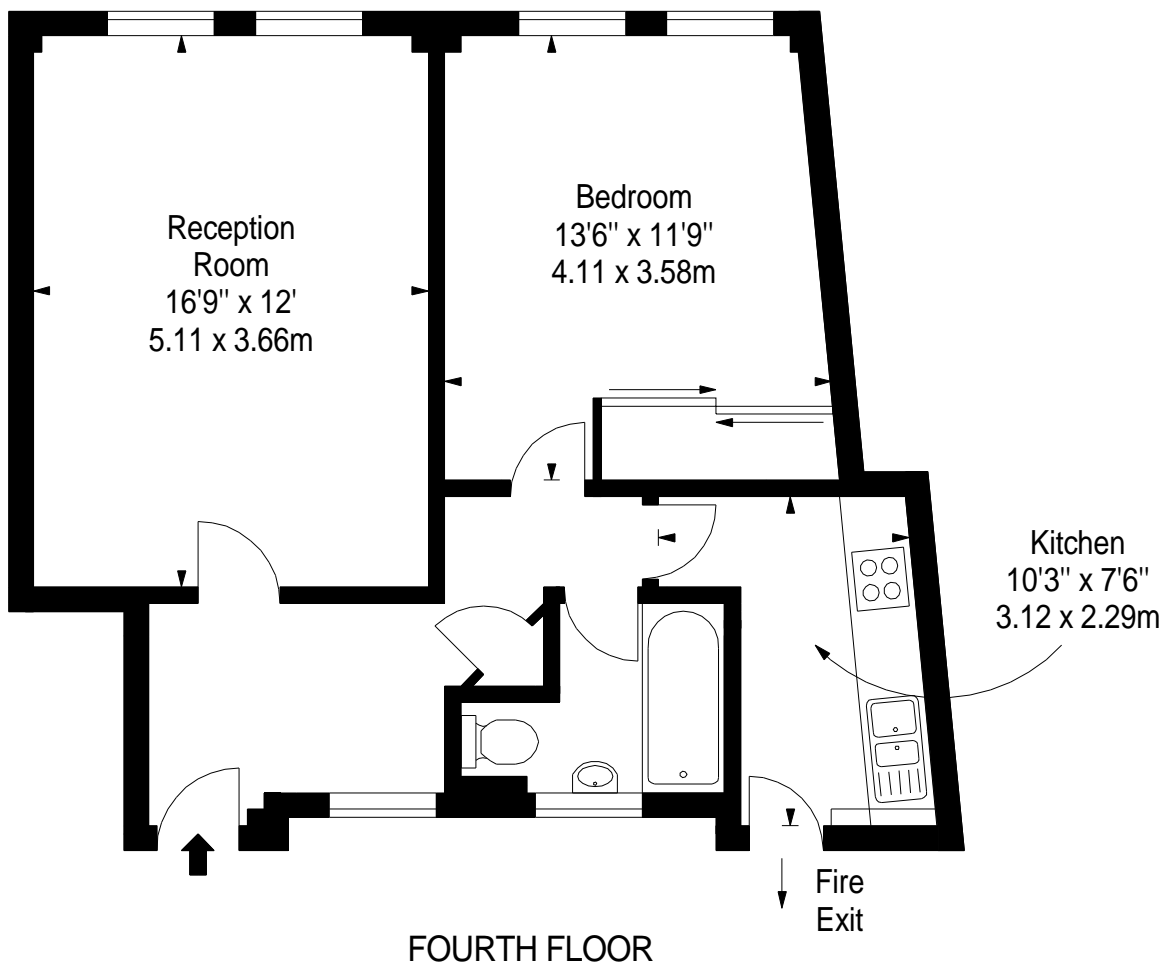 Reception
Room
16'9" x 12'
5.11 x 3.66m
Bedroom
13'6" x 11'9"
4.11 x 3.58m
Kitchen
10'3" x 7'6"
3.12 x 2.29m
Fire
Exit
FOURTH FLOOR